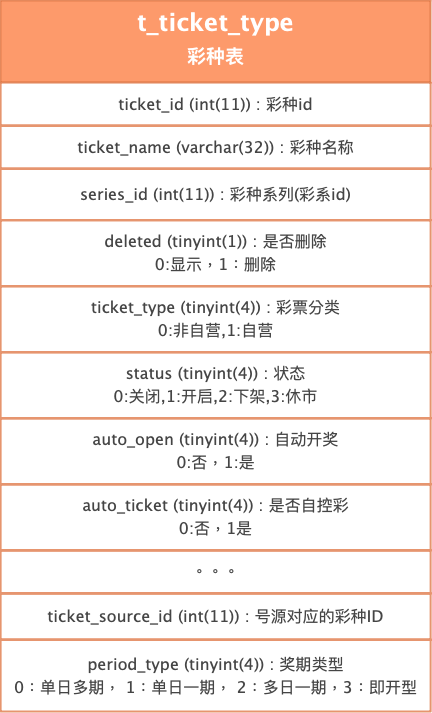 t_ticket_type
彩种表
ticket_id (int(11))：彩种id
ticket_name (varchar(32))：彩种名称
series_id (int(11))：彩种系列(彩系id)
deleted (tinyint(1))：是否删除
0:显示，1：删除
ticket_type (tinyint(4))：彩票分类
0:非自营,1:自营
status (tinyint(4))：状态
0:关闭,1:开启,2:下架,3:休市
auto_open (tinyint(4))：自动开奖
0:否，1:是
auto_ticket (tinyint(4))：是否自控彩
0:否，1是
。。。
ticket_source_id (int(11))：号源对应的彩种ID
period_type (tinyint(4))：奖期类型
0：单日多期， 1：单日一期， 2：多日一期，3：即开型